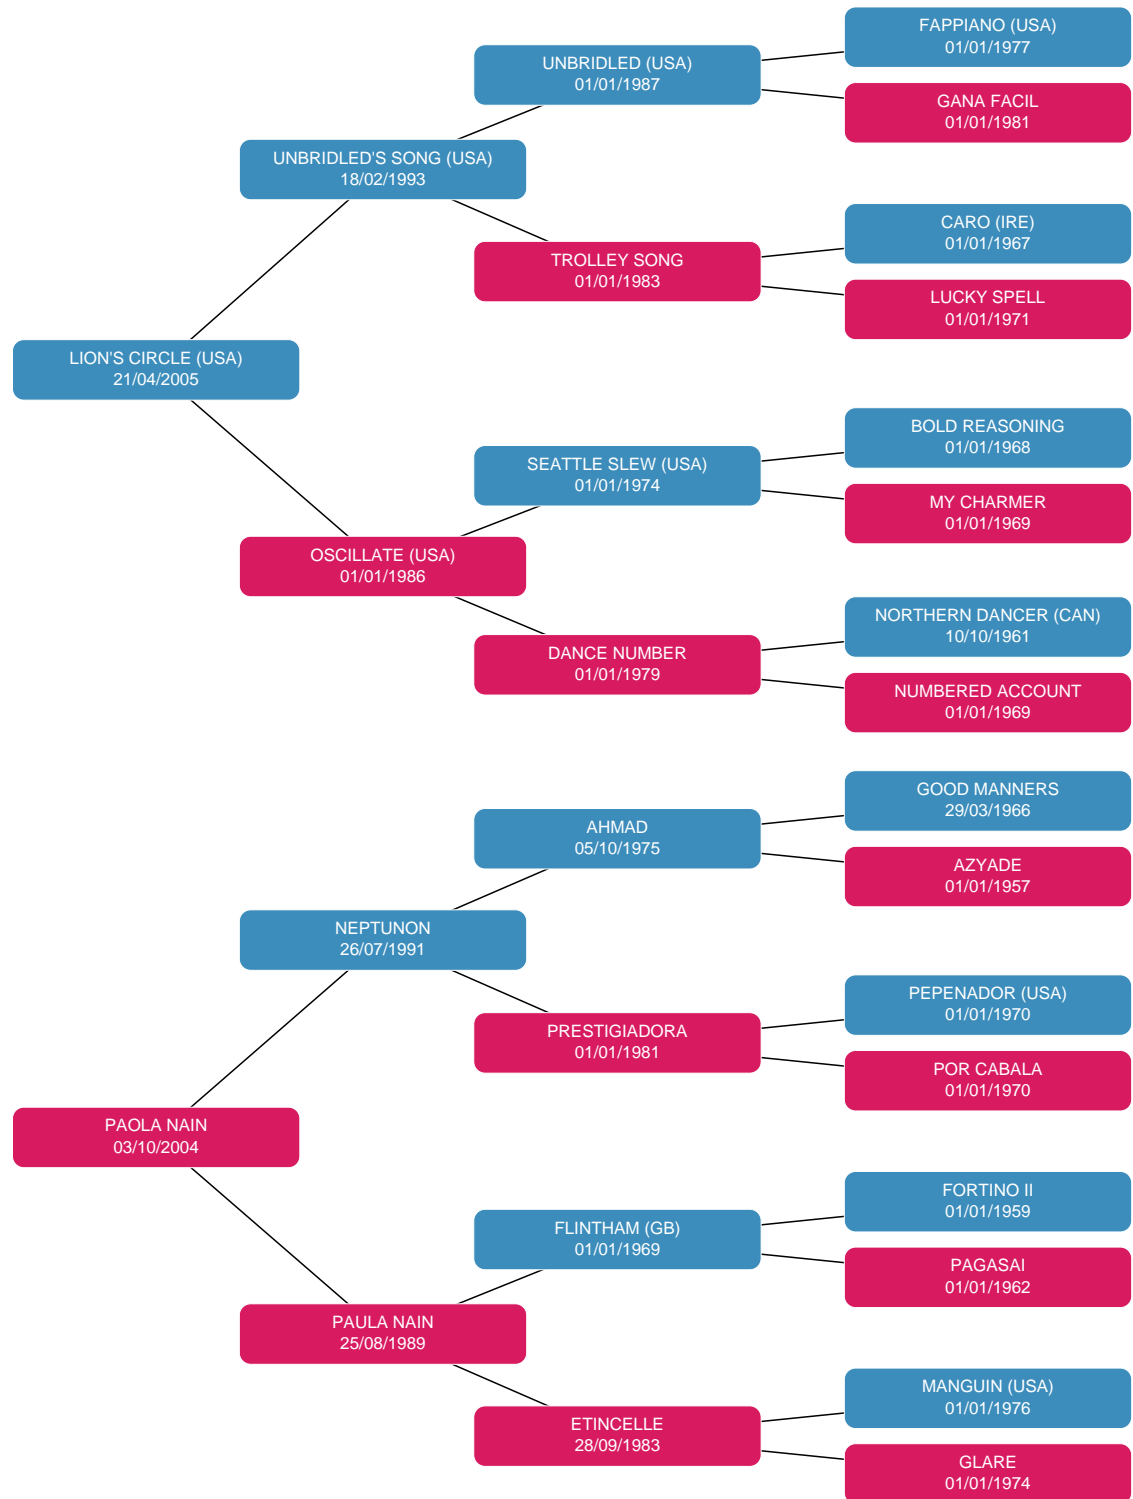 FAPPIANO (USA)
01/01/1977
UNBRIDLED (USA)
01/01/1987
GANA FACIL
01/01/1981
UNBRIDLED'S SONG (USA)
18/02/1993
CARO (IRE)
01/01/1967
TROLLEY SONG
01/01/1983
LUCKY SPELL
01/01/1971
LION'S CIRCLE (USA)
21/04/2005
BOLD REASONING
01/01/1968
SEATTLE SLEW (USA)
01/01/1974
MY CHARMER
01/01/1969
OSCILLATE (USA)
01/01/1986
NORTHERN DANCER (CAN)
10/10/1961
DANCE NUMBER
01/01/1979
NUMBERED ACCOUNT
01/01/1969
GOOD MANNERS
29/03/1966
AHMAD
05/10/1975
AZYADE
01/01/1957
NEPTUNON
26/07/1991
PEPENADOR (USA)
01/01/1970
PRESTIGIADORA
01/01/1981
POR CABALA
01/01/1970
PAOLA NAIN
03/10/2004
FORTINO II
01/01/1959
FLINTHAM (GB)
01/01/1969
PAGASAI
01/01/1962
PAULA NAIN
25/08/1989
MANGUIN (USA)
01/01/1976
ETINCELLE
28/09/1983
GLARE
01/01/1974